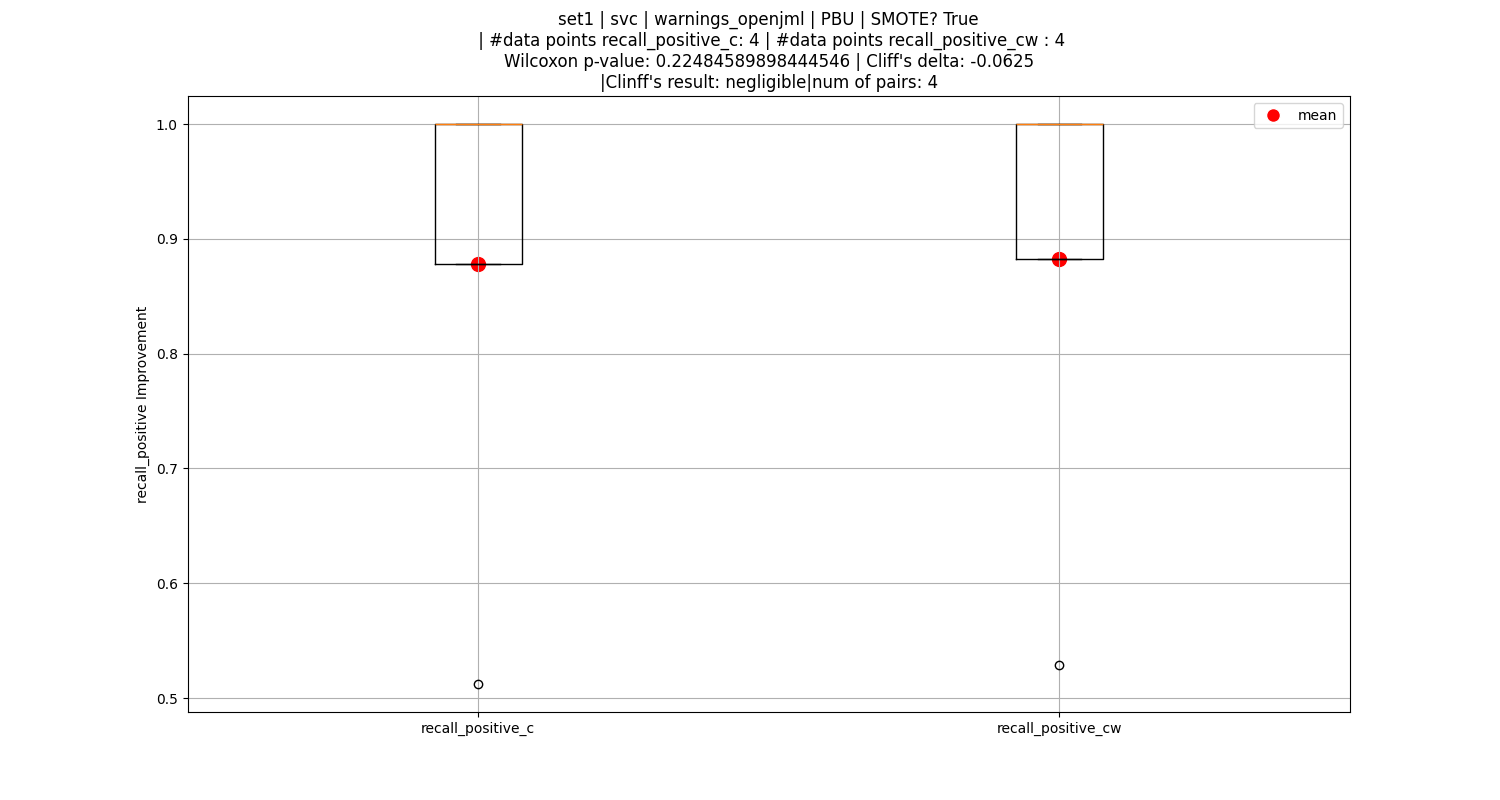 set1 | svc | warnings_openjml | PBU | SMOTE? True
| #data points recall_positive_c: 4 | #data points recall_positive_cw : 4
Wilcoxon p-value: 0.22484589898444546 | Cliff's delta: -0.0625
|Clinff's result: negligible|num of pairs: 4
mean
1.0
0.9
0.8
0.7
0.6
0.5
recall_positive Improvement
recall_positive_c
recall_positive_cw